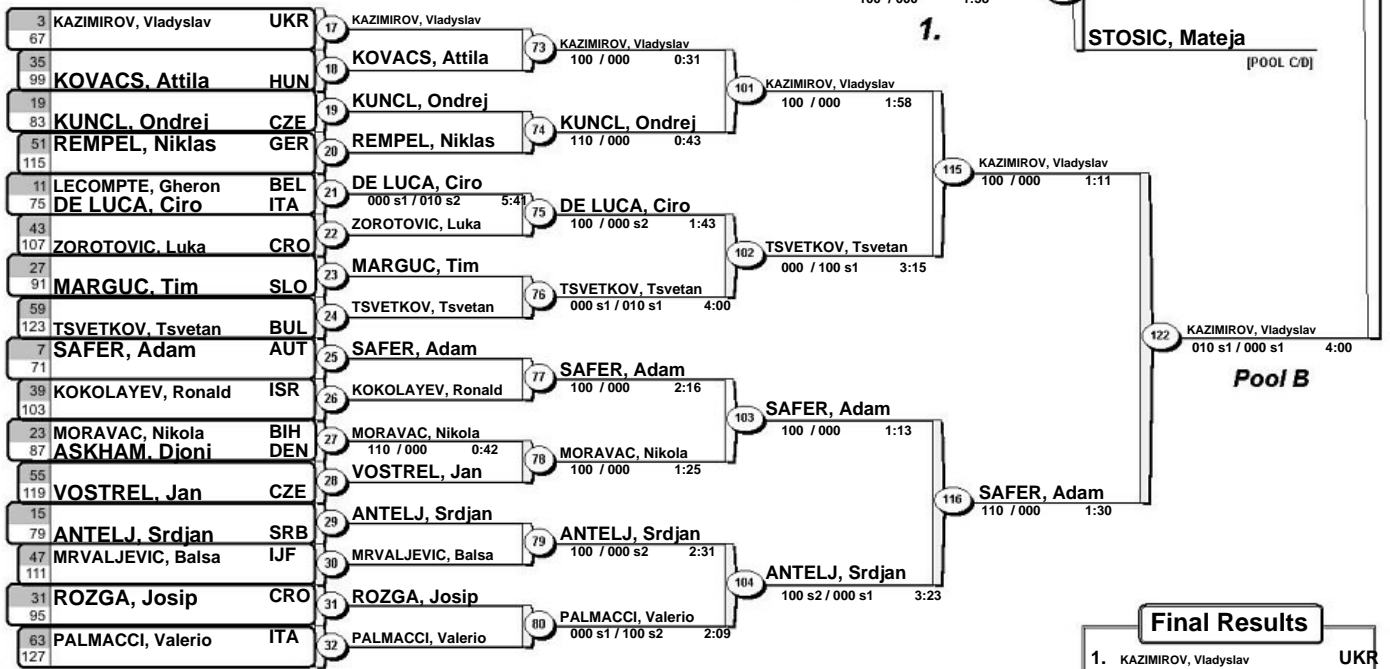 1.
STOSIC, Mateja
[POOL C/D]
3 KAZIMIROV, Vladyslav UKR
67
35
99 KOVACS, Attila HUN
19
83 KUNCL, Ondrej CZE
51 REMPEL, Niklas GER
115
11 LECOMPTE, Gheron BEL
75 DE LUCA, Ciro ITA
43
107 ZOROTOVIC, Luka CRO
27
91 MARGUC, Tim SLO
59
123 TSVETKOV, Tsvetan BUL
7 SAFER, Adam AUT
71
39 KOKOLAYEV, Ronald ISR
103
23 MORAVAC, Nikola BIH
87 ASKHAM, Djoni DEN
55
119 VOSTREL, Jan CZE
15
79 ANTELJ, Srdjan SRB
47 MRVALJEVIC, Balsa IJF
111
31 ROZGA, Josip CRO
95
63 PALMACCI, Valerio ITA
127
17 KAZIMIROV, Vladyslav
18 KOVACS, Attila
19 KUNCL, Ondrej
20 REMPEL, Niklas
21 DE LUCA, Ciro
000 s1 / 010 s2 5:41
22 ZOROTOVIC, Luka
23 MARGUC, Tim
24 TSVETKOV, Tsvetan
25 SAFER, Adam
26 KOKOLAYEV, Ronald
27 MORAVAC, Nikola
110 / 000 0:42
28 VOSTREL, Jan
29 ANTELJ, Srdjan
30 MRVALJEVIC, Balsa
31 ROZGA, Josip
32 PALMACCI, Valerio
73 KAZIMIROV, Vladyslav
100 / 000 0:31
74 KUNCL, Ondrej
110 / 000 0:43
75 DE LUCA, Ciro
100 / 000 s2 1:43
76 TSVETKOV, Tsvetan
000 s1 / 010 s1 4:00
77 SAFER, Adam
100 / 000 2:16
78 MORAVAC, Nikola
100 / 000 1:25
79 ANTELJ, Srdjan
100 / 000 s2 2:31
80 PALMACCI, Valerio
000 s1 / 100 s2 2:09
101 KAZIMIROV, Vladyslav
100 / 000 1:58
102 TSVETKOV, Tsvetan
000 / 100 s1 3:15
103 SAFER, Adam
100 / 000 1:13
104 ANTELJ, Srdjan
100 s2 / 000 s1 3:23
115 KAZIMIROV, Vladyslav
100 / 000 1:11
116 SAFER, Adam
110 / 000 1:30
122 KAZIMIROV, Vladyslav
010 s1 / 000 s1 4:00
Pool B
Final Results
1. KAZIMIROV, Vladyslav UKR